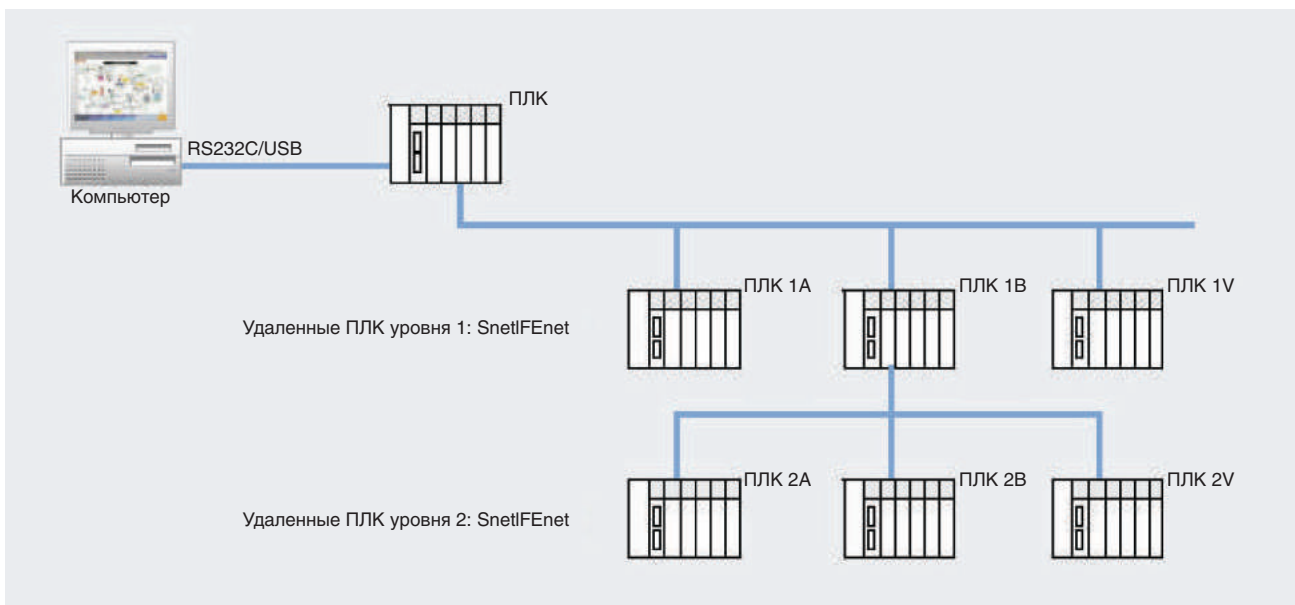 ПЛК
RS232C/USB
Компьютер
ПЛК 1A
ПЛК 1B
ПЛК 1V
Удаленные ПЛК уровня 1: SnetIFEnet
ПЛК 2A
ПЛК 2B
ПЛК 2V
Удаленные ПЛК уровня 2: SnetIFEnet